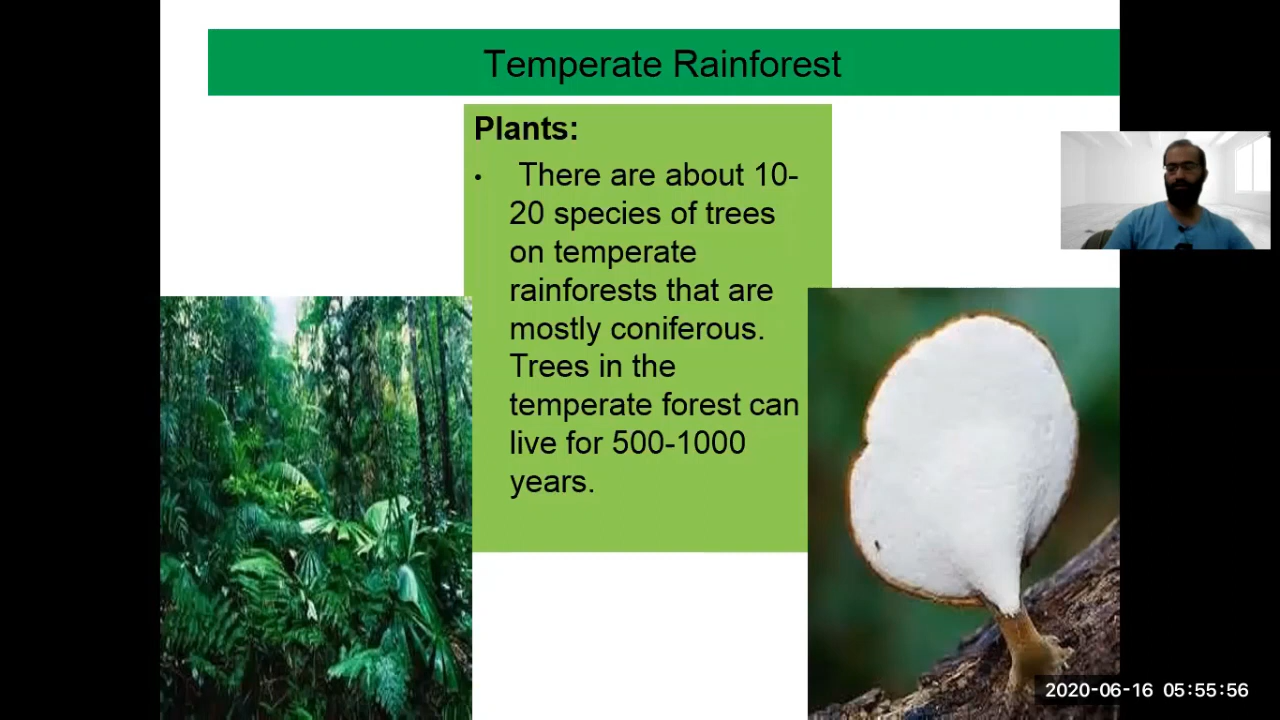 Temperate Rainforest
Plants:
• There are about 10-
20 species of trees
on temperate
rainforests that are
mostly coniferous.
Trees in the
temperate forest can
live for 500-1000
years.
2020-06-16 05:55:56